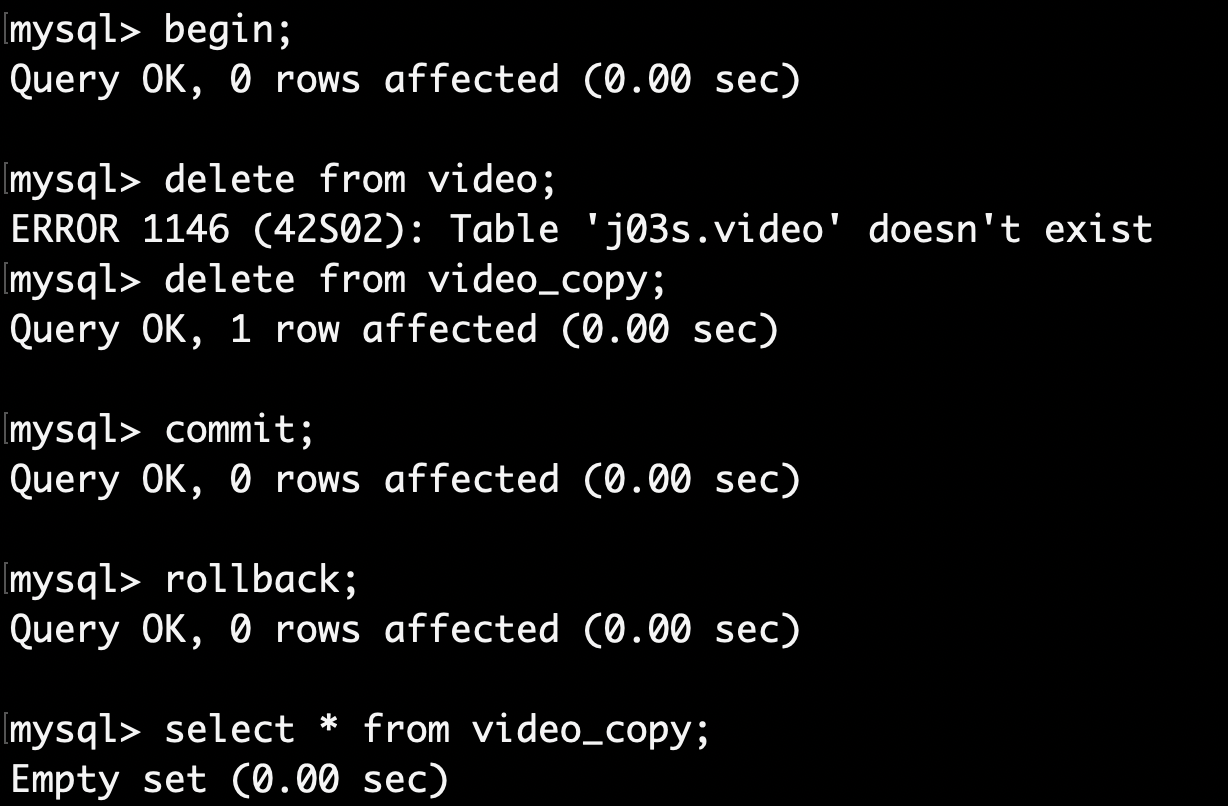 mysql> begin;
Query OK, 0 rows affected (0.00 sec)
mysql> delete from video;
ERROR 1146 (42S02): Table 'j03s.video' doesn't exist
mysql> delete from video_copy;
Query OK, 1 row affected (0.00 sec)
mysql> commit;
Query OK, 0 rows affected (0.00 sec)
mysql> rollback;
Query OK, 0 rows affected (0.00 sec)
mysql> select * from video_copy;
Empty set (0.00 sec)